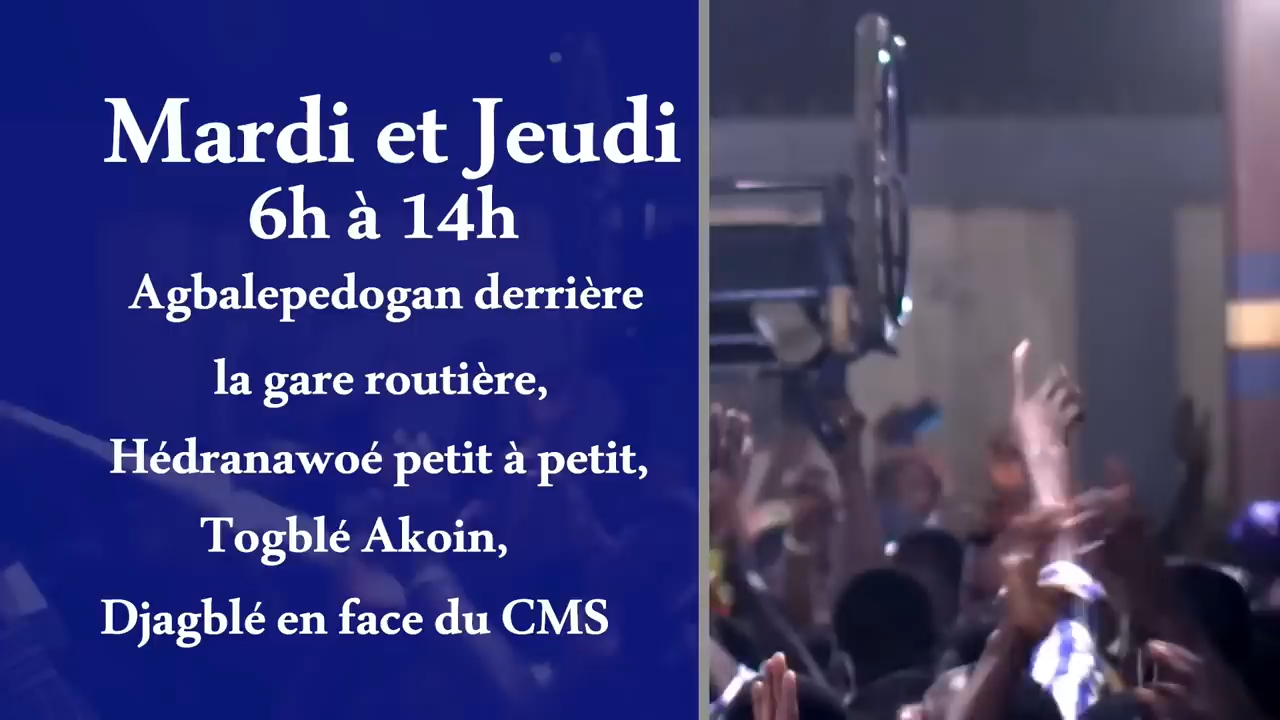 Mardi et Jeudi
6h à 14h
Agbalepedogan derrière
la gare routière,
Hédranawoé petit à petit,
Togblé Akoin,
Djagblé en face du CMS